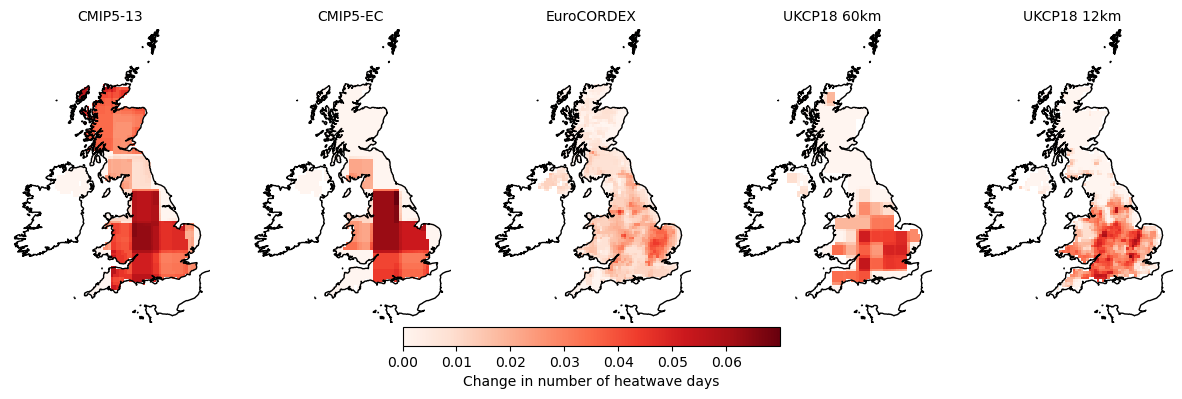 CMIP5-13 CMIP5-EC EuroCORDEX UKCP18 60km UKCP18 12km
0.00 0.01 0.02 0.03 0.04 0.05 0.06
Change in number of heatwave days